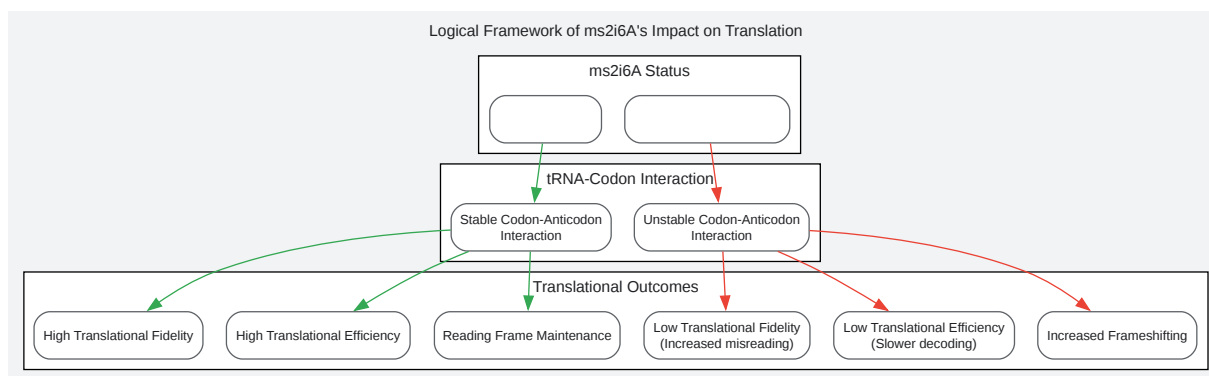 Logical Framework of ms2i6A's Impact on Translation
ms2i6A Status
tRNA-Codon Interaction
Stable Codon-Anticodon
Interaction
Unstable Codon-Anticodon
Interaction
Translational Outcomes
High Translational Fidelity
High Translational Efficiency
Reading Frame Maintenance
Low Translational Fidelity
(Increased misreading)
Low Translational Efficiency
(Slower decoding)
Increased Frameshifting